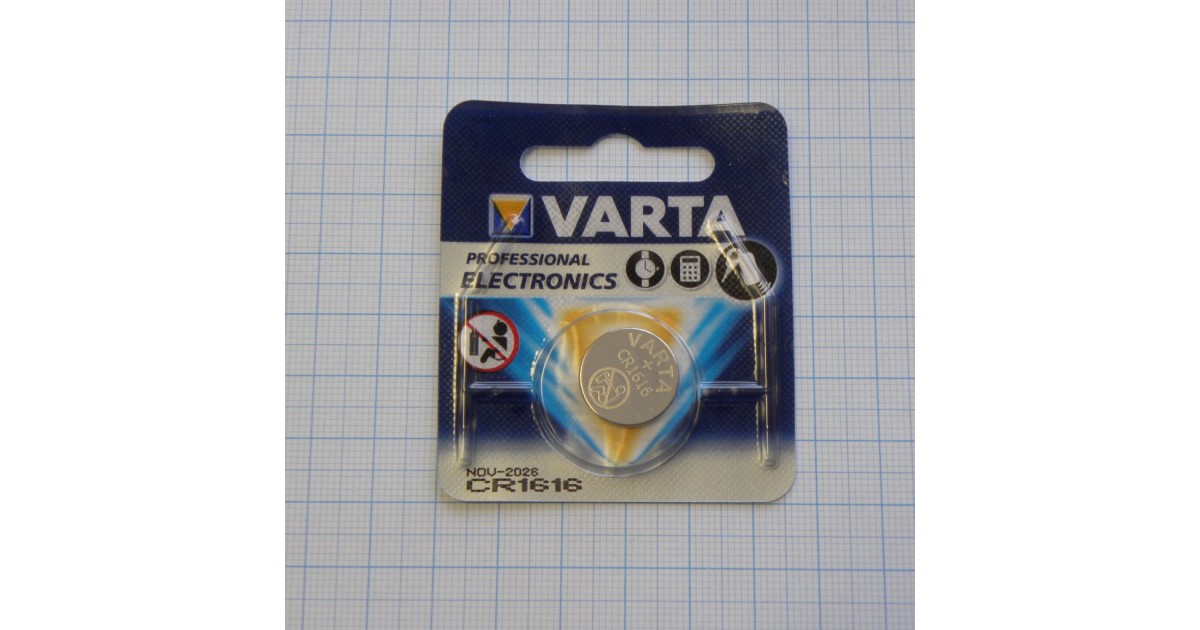 VARTA
PROFESSIONAL
ELECTRONICS
VARTA
+
CR1616
NOV-2026
CR1616